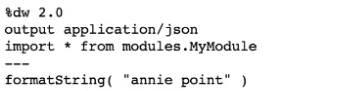 %dw 2.0
output application/json
import * from modules.MyModule
---
formatString( "annie point" )